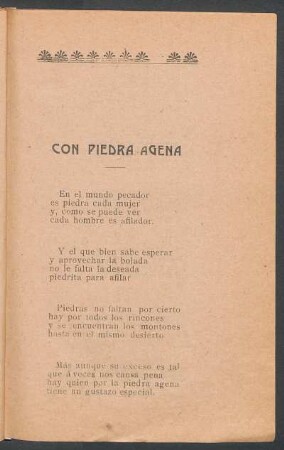 CON PIEDRA AGENA
En el mundo pecador
es piedra cada mujer
y, como se puede ver
cada hombre es afilador.
Y el que bien sabe esperar
y aprovechar la bolada
no le falta la deseada
piedrita para afilar
Piedras no faltan por cierto
hay por todos los rincones
y se encuentran los montones
hasta en el mismo desierto
Más aunque su exceso es jal
que á voces nos causa pena
hay quien por la piedra agena
tiene un gustazo especial.